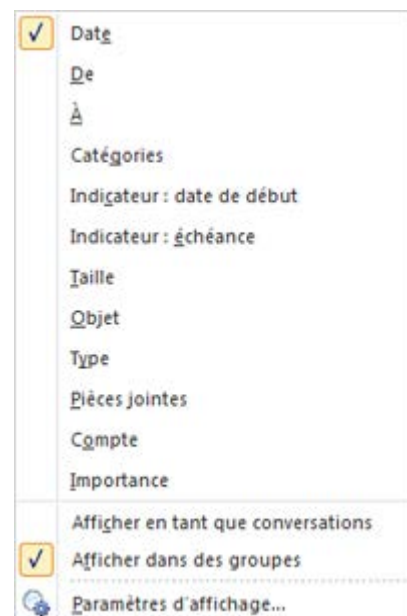 Date
De
À
Catégories
Indicateur : date de début
Indicateur : échéance
Taille
Objet
Type
Pièces jointes
Compte
Importance
Afficher en tant que conversations
Afficher dans des groupes
Paramètres d'affichage...